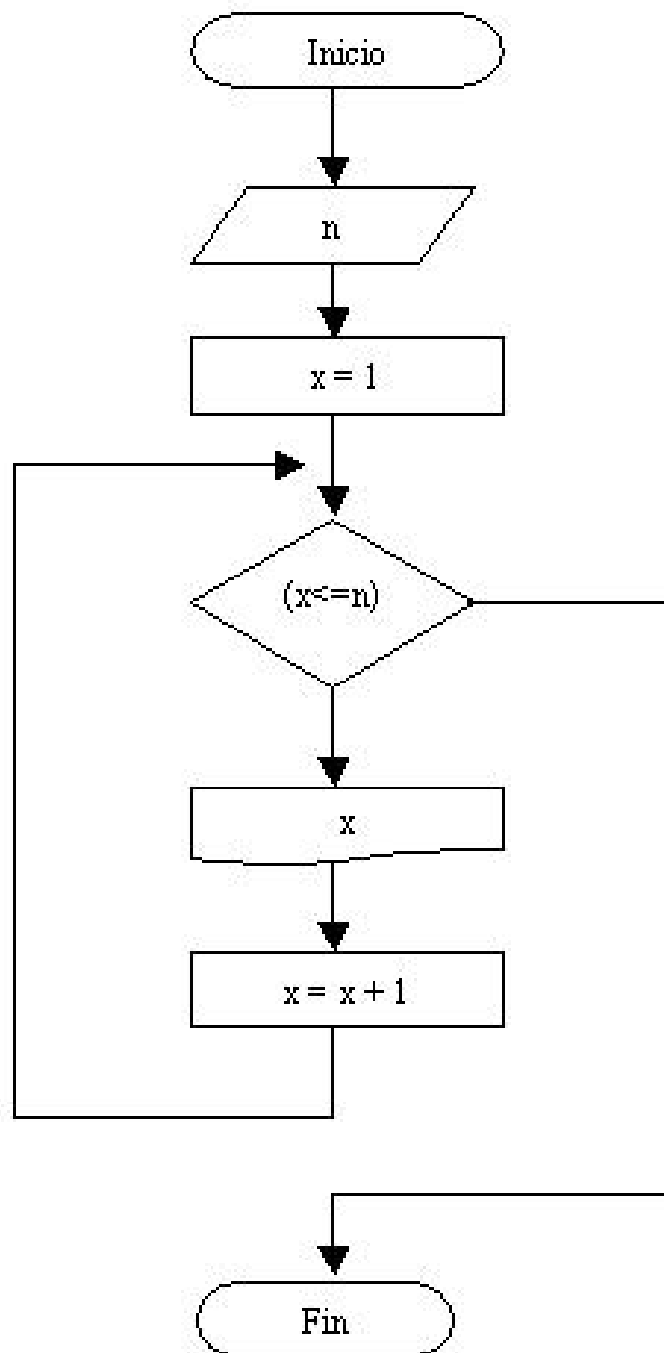 Inicio
n
x = 1
(x<=n)
x
x = x + 1
Fin